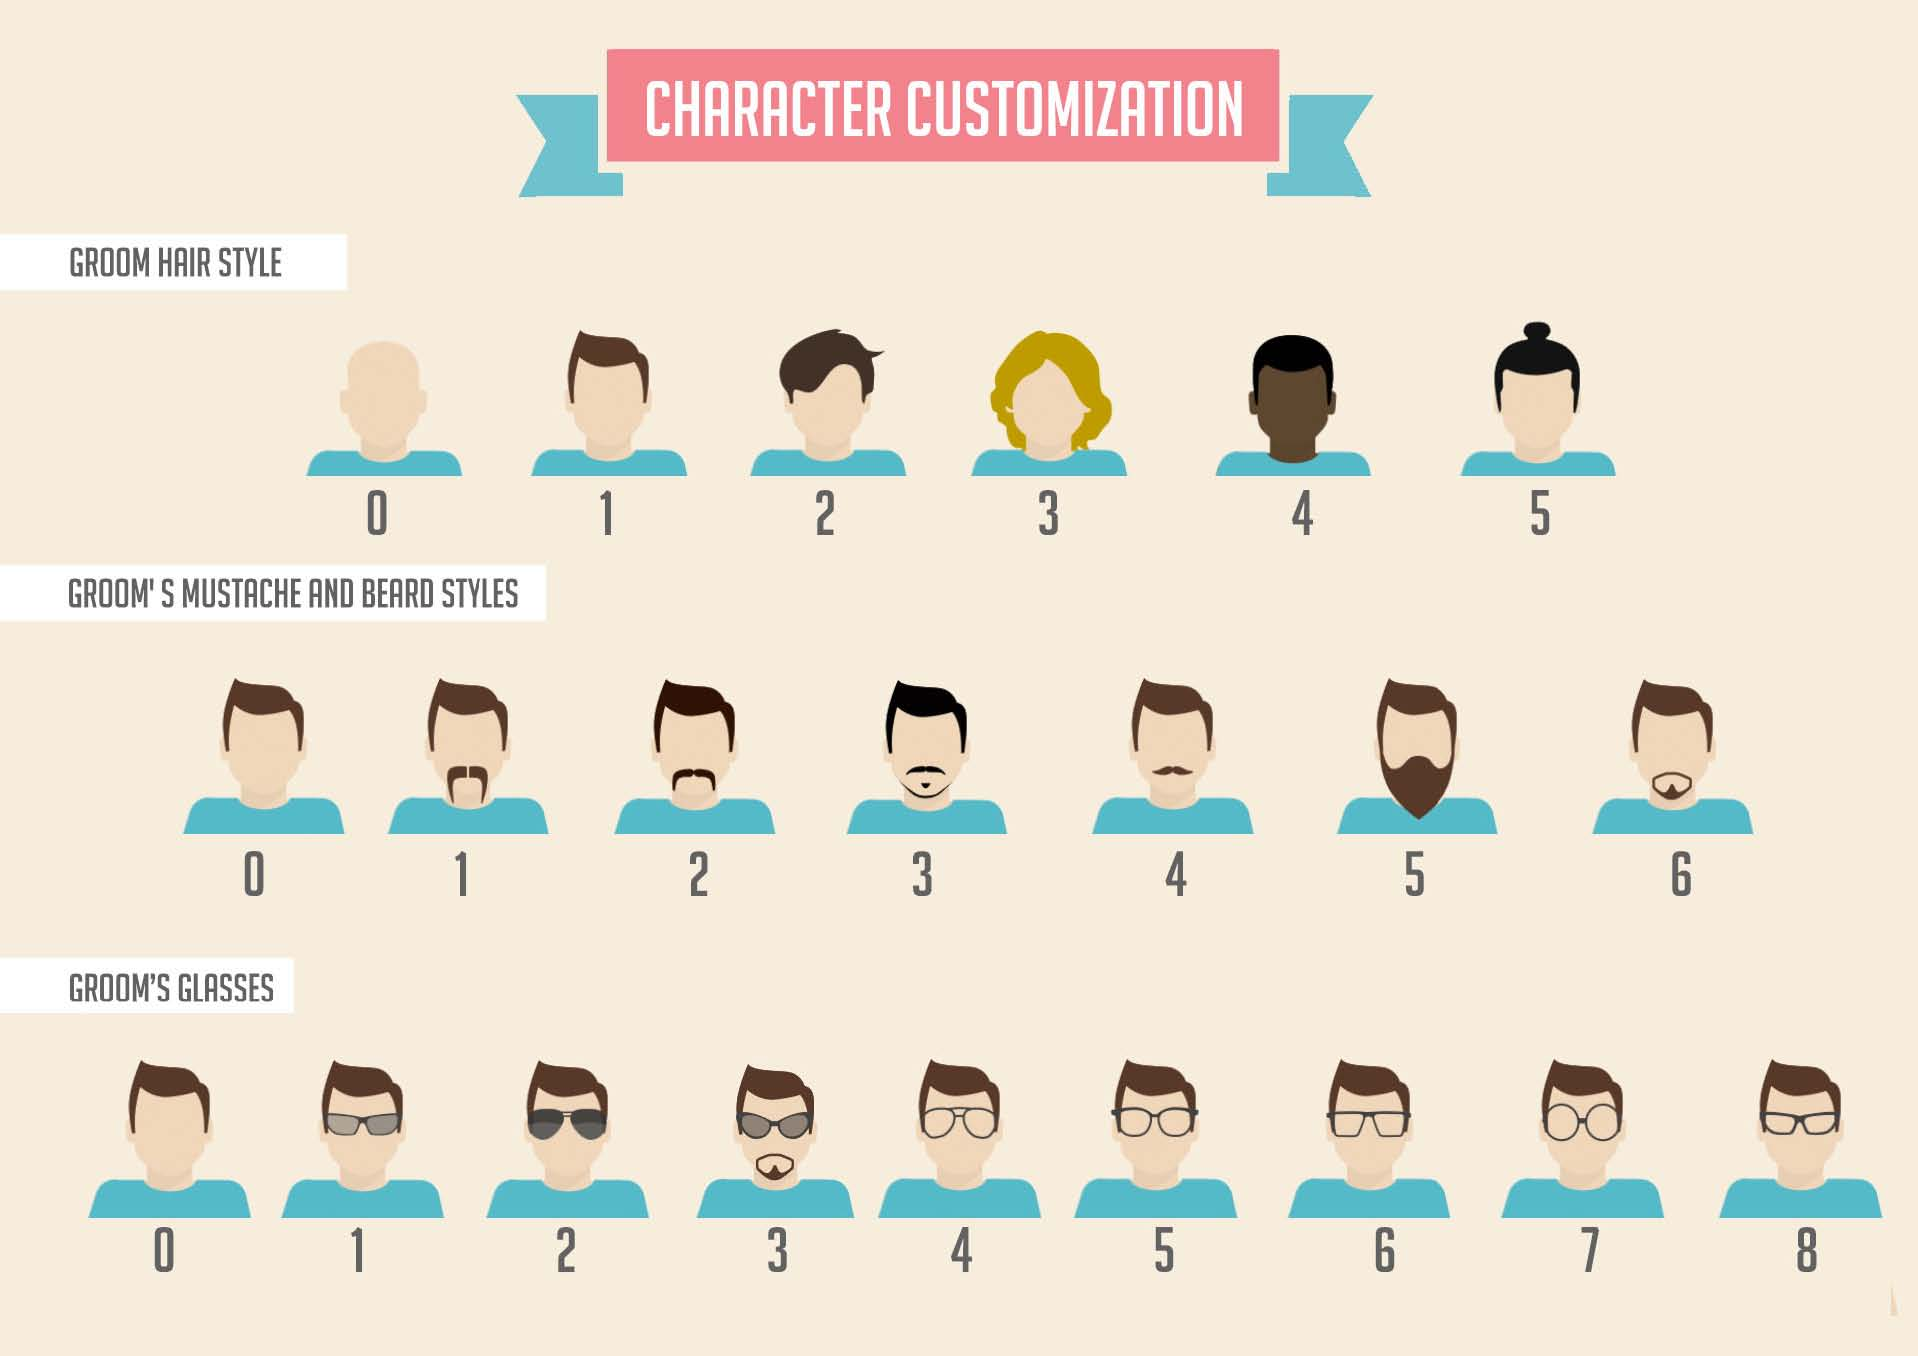 CHARACTER CUSTOMIZATION
GROOM HAIR STYLE
0 1 2 3 4 5
GROOM' S MUSTACHE AND BEARD STYLES
0 1 2 3 4 5 6
GROOM’S GLASSES
0 1 2 3 4 5 6 7 8